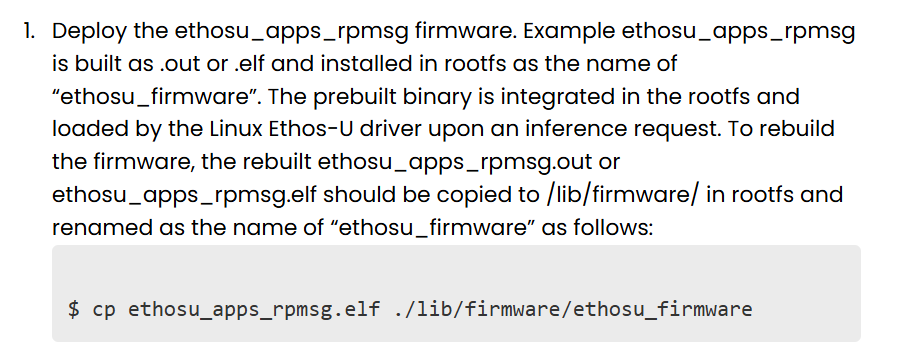 1. Deploy the ethosu_apps_rpmsg firmware. Example ethosu_apps_rpmsg
is built as .out or .elf and installed in rootfs as the name of
“ethosu_firmware”. The prebuilt binary is integrated in the rootfs and
loaded by the Linux Ethos-U driver upon an inference request. To rebuild
the firmware, the rebuilt ethosu_apps_rpmsg.out or
ethosu_apps_rpmsg.elf should be copied to /lib/firmware/ in rootfs and
renamed as the name of “ethosu_firmware” as follows:
$ cp ethosu_apps_rpmsg.elf ./lib/firmware/ethosu_firmware